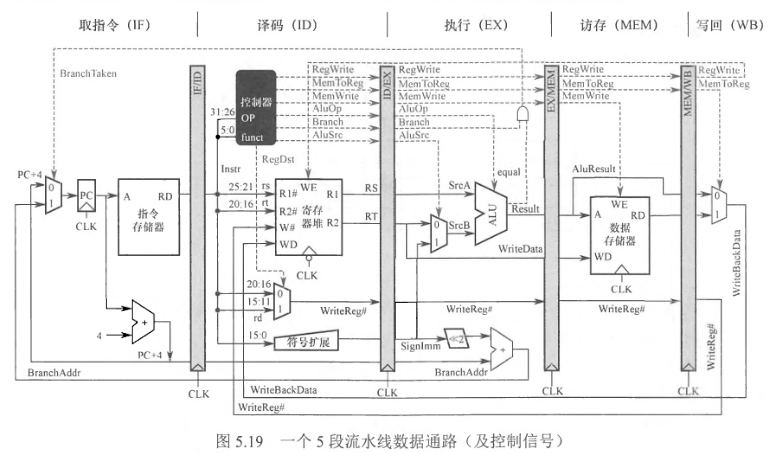 取指令（IF） 译码（ID） 执行（EX） 访存（MEM） 写回（WB）
BranchTaken
IF/ID
控制器
OP
funct
31:26
5:0
RegWrite
MemToReg
MemWrite
AluOp
Branch
AluSrc
ID/EX
RegWrite
MemToReg
MemWrite
AluOp
Branch
AluSrc
EX/MEM
RegWrite
MemToReg
MemWrite
MEM/WB
RegWrite
MemToReg
PC+4
0
1
PC
CLK
A RD
指令
存储器
Instr
RegDst
25:21 rs
20:16 rt
WE
R1# R1
R2# R2
W#
WD
寄存
器堆
CLK
RS
RT
equal
SrcA
0
1
SrcB
ALU
Result
AluResult
WE
A RD
数据
存储器
WD
CLK
WriteData
0
1
WriteBackData
20:16
15:11
rd
0
1
WriteReg#
WriteReg#
WriteReg#
WriteReg#
4
+
PC+4
15:0
符号扩展
SignImm
≪2
+
BranchAddr
BranchAddr
CLK
WriteBackData
WriteReg#
CLK
CLK
CLK
图 5.19 一个 5 段流水线数据通路（及控制信号）